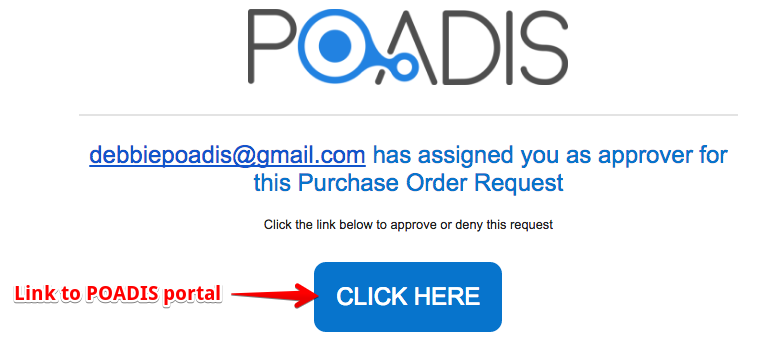 POADIS
debbiepoadis@gmail.com has assigned you as approver for
this Purchase Order Request
Click the link below to approve or deny this request
Link to POADIS portal
CLICK HERE